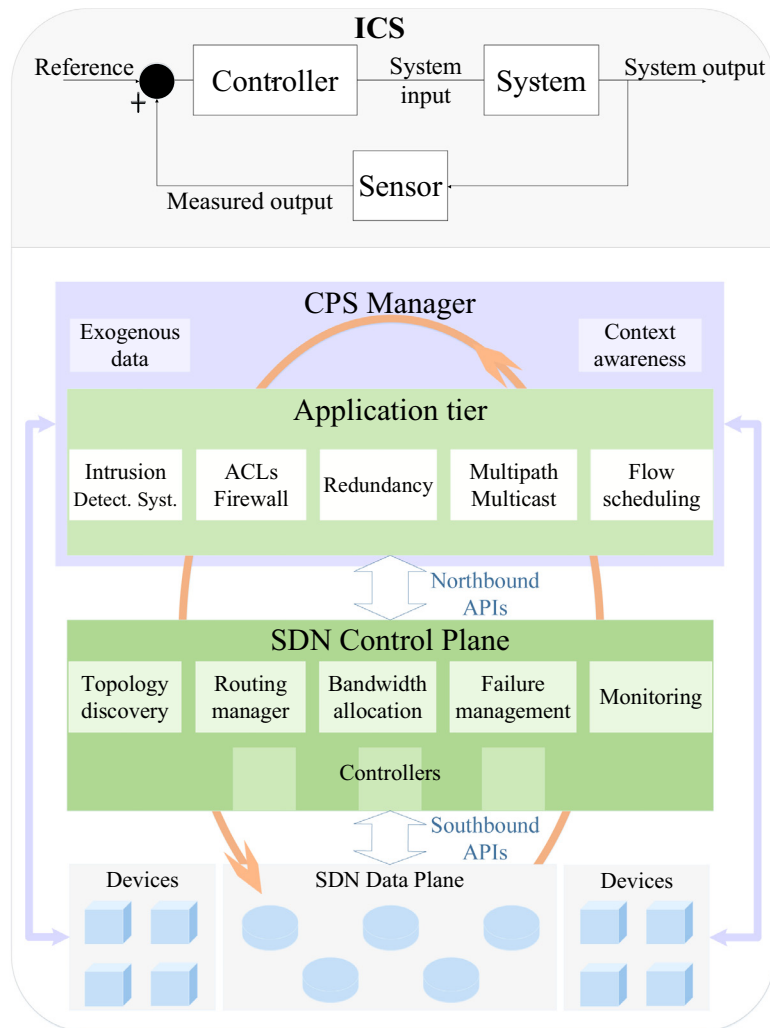 ICS
Reference
+
Controller
System
input
System
System output
Measured output
Sensor
CPS Manager
Exogenous
data
Context
awareness
Application tier
Intrusion
Detect. Syst.
ACLs
Firewall
Redundancy
Multipath
Multicast
Flow
scheduling
Northbound
APIs
SDN Control Plane
Topology
discovery
Routing
manager
Bandwidth
allocation
Failure
management
Monitoring
Controllers
Southbound
APIs
Devices
SDN Data Plane
Devices